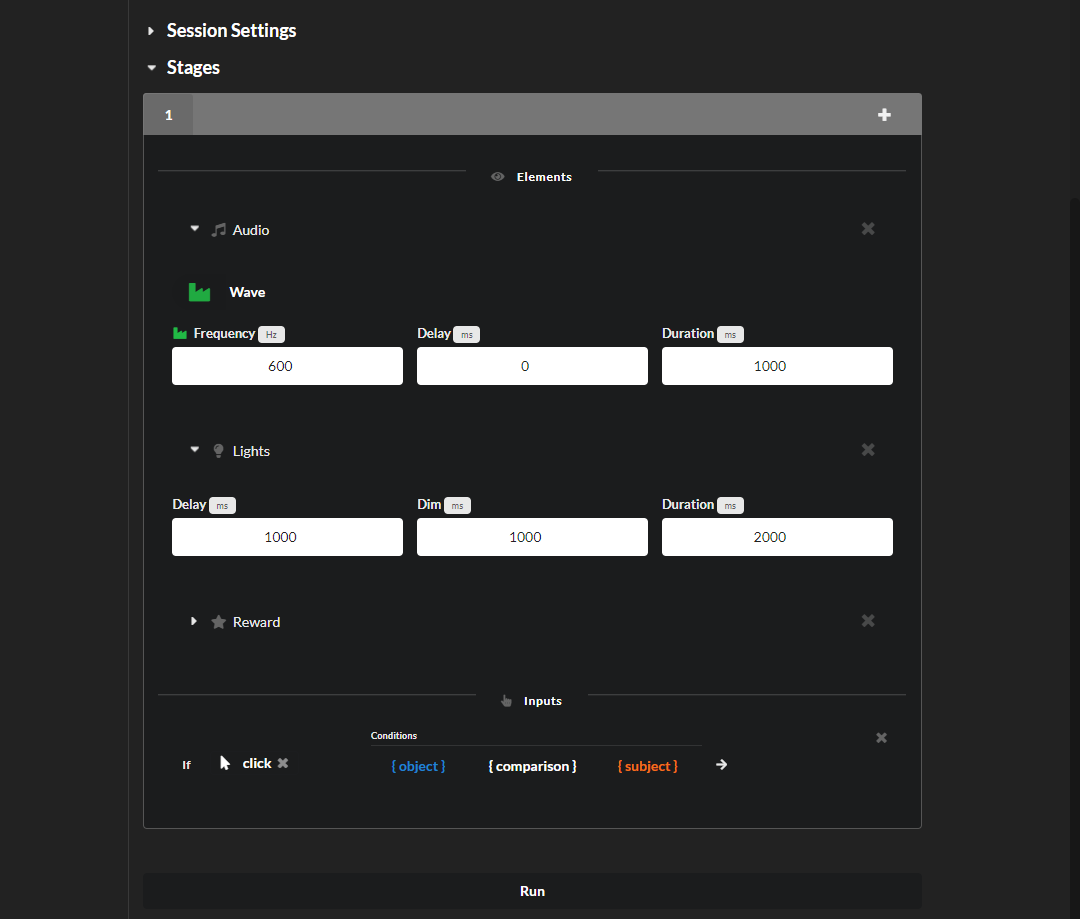 Session Settings
Stages
1
Elements
Audio
Wave
Frequency Hz Delay ms Duration ms
600 0 1000
Lights
Delay ms Dim ms Duration ms
1000 1000 2000
Reward
Inputs
Conditions
If click { object } { comparison } { subject }
Run